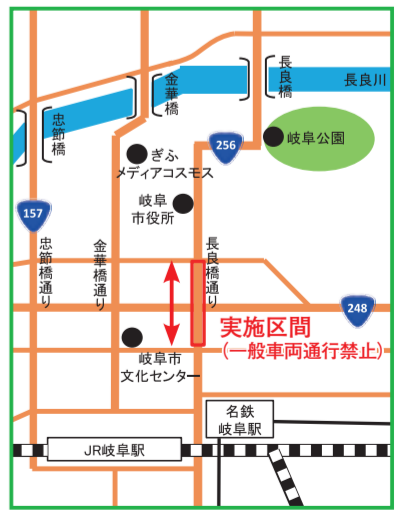 長良橋
長良川
金華橋
忠節橋
岐阜公園
256
ぎふ
メディアコスモス
岐阜
市役所
157
忠節橋通り
金華橋通り
長良橋通り
248
実施区間
(一般車両通行禁止)
岐阜市
文化センター
名鉄
岐阜駅
JR岐阜駅